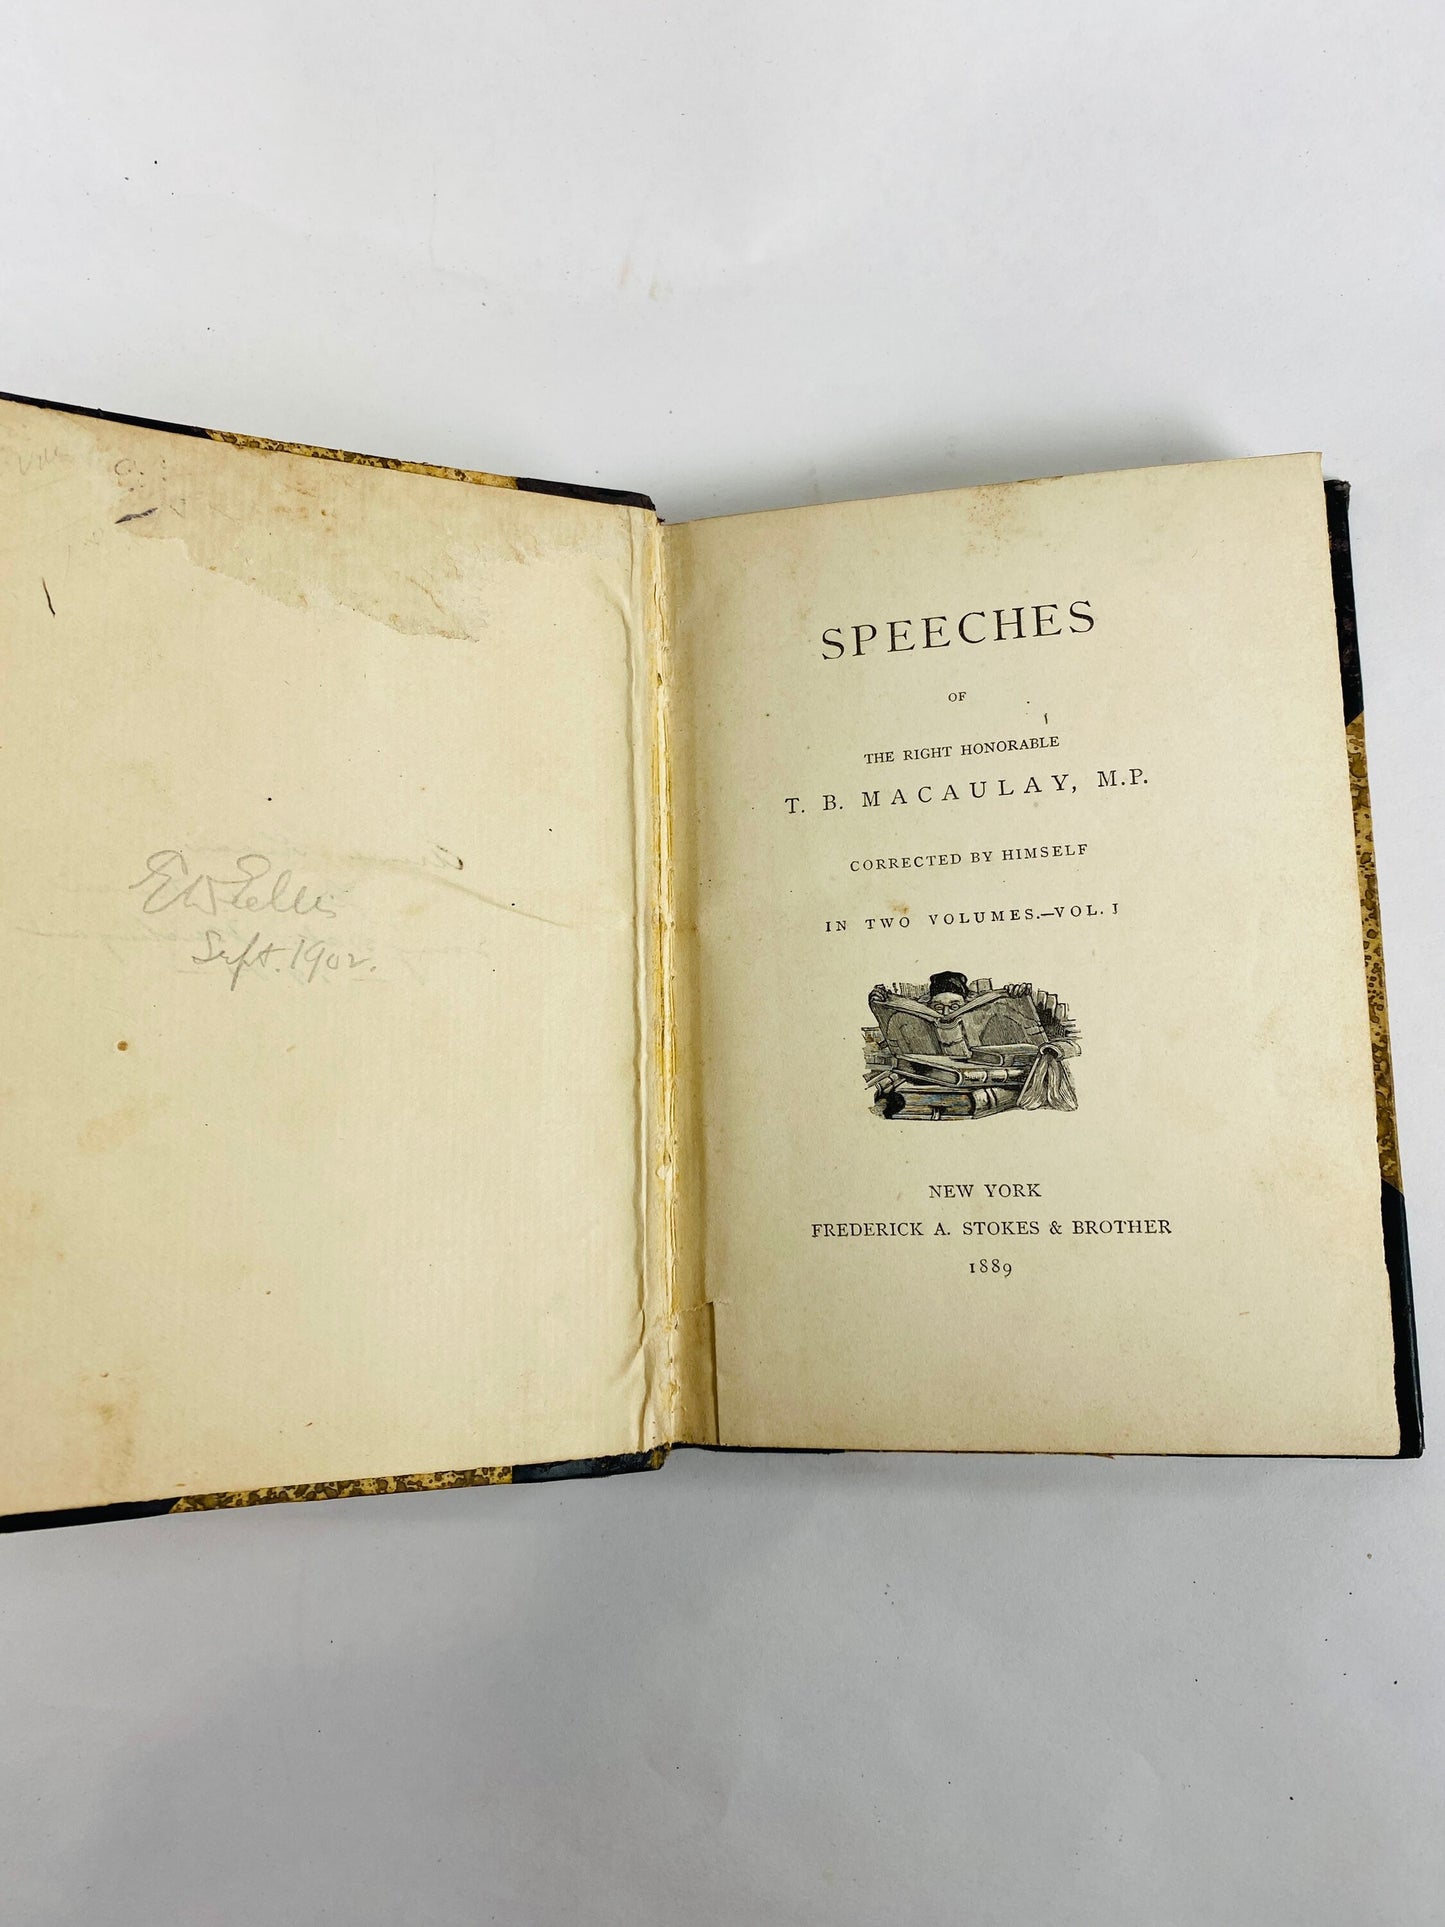 E W Ellis
Sept. 1902.
SPEECHES
OF
THE RIGHT HONORABLE
T. B. MACAULAY, M.P.
CORRECTED BY HIMSELF
IN TWO VOLUMES.—VOL. I
NEW YORK
FREDERICK A. STOKES & BROTHER
1889